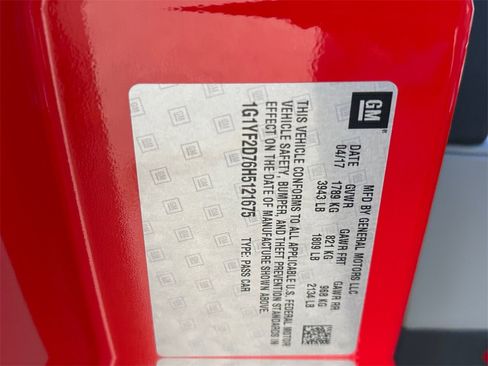 GM
MFD BY GENERAL MOTORS LLC
DATE GVWR GAWR FRT GAWR RR
04/17 1789 KG 821 KG 968 KG
3943 LB 1809 LB 2134 LB
THIS VEHICLE CONFORMS TO ALL APPLICABLE U.S. FEDERAL MOTOR
VEHICLE SAFETY, BUMPER, AND THEFT PREVENTION STANDARDS IN
EFFECT ON THE DATE OF MANUFACTURE SHOWN ABOVE.
1G1YF2D76H5121675 TYPE: PASS CAR